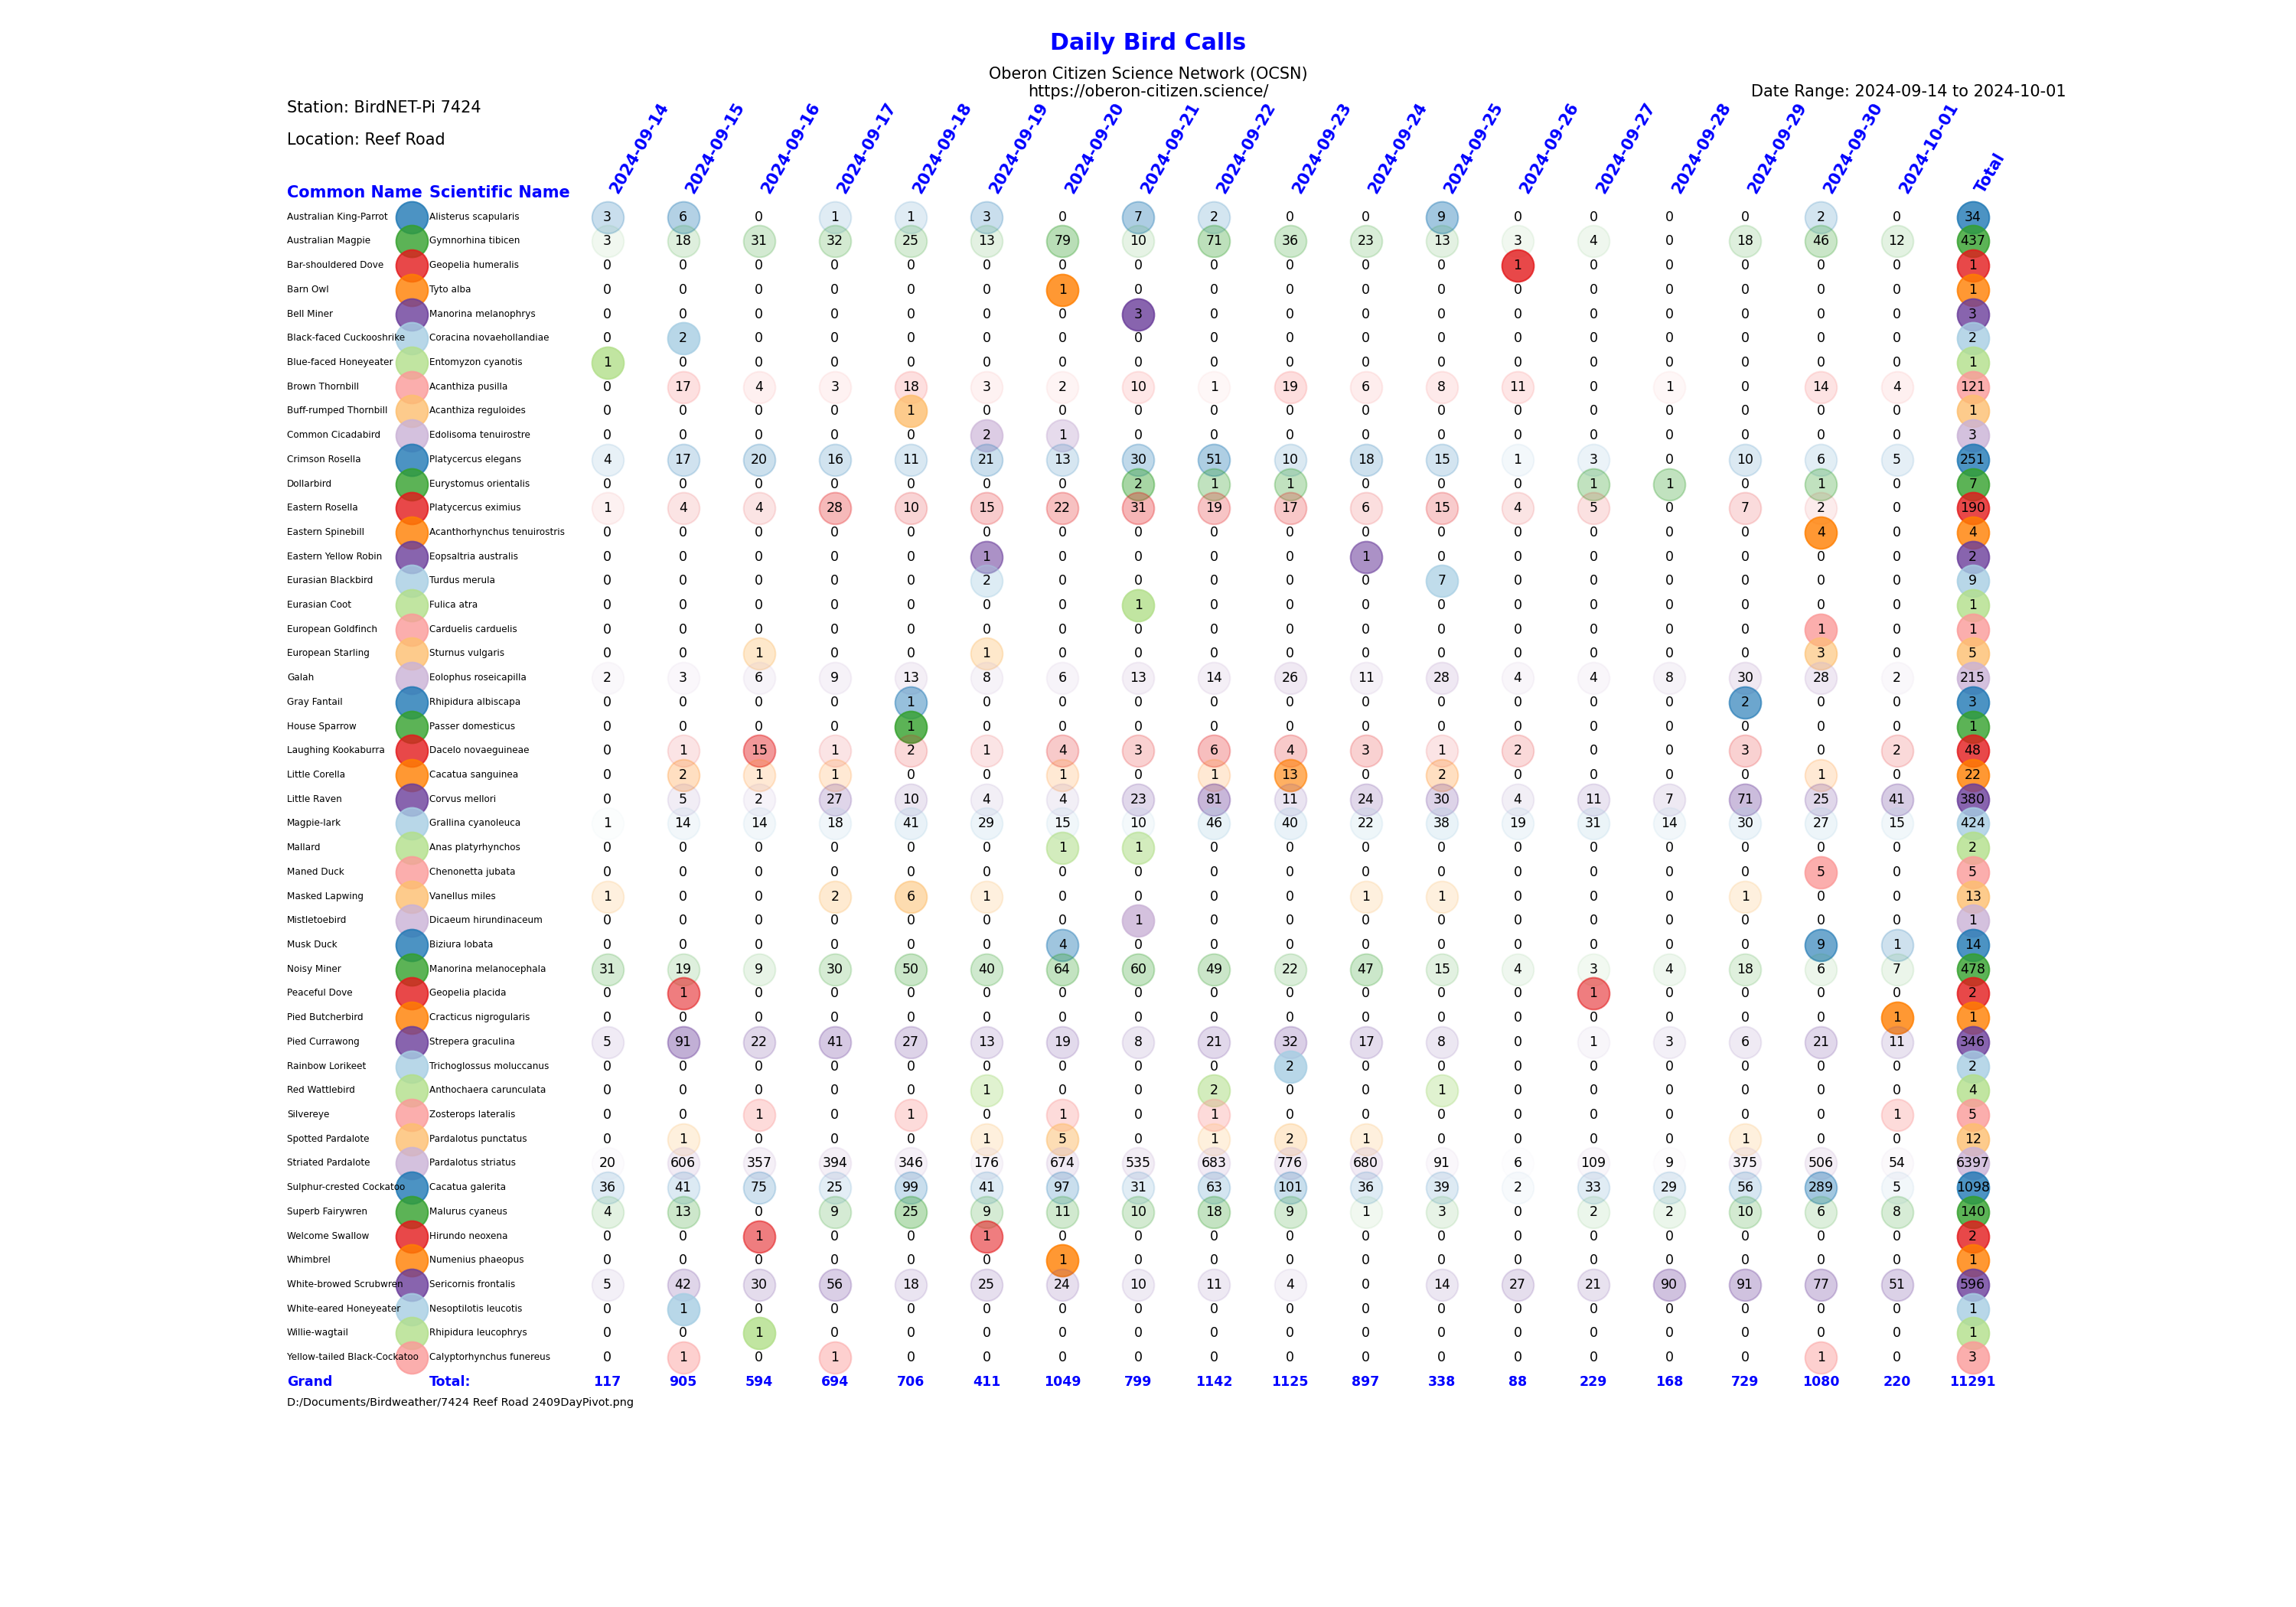 Daily Bird Calls
Oberon Citizen Science Network (OCSN)
https://oberon-citizen.science/
Station: BirdNET-Pi 7424
Date Range: 2024-09-14 to 2024-10-01
Location: Reef Road
Common Name Scientific Name 2024-09-14 2024-09-15 2024-09-16 2024-09-17 2024-09-18 2024-09-19 2024-09-20 2024-09-21 2024-09-22 2024-09-23 2024-09-24 2024-09-25 2024-09-26 2024-09-27 2024-09-28 2024-09-29 2024-09-30 2024-10-01 Total
Australian King-Parrot Alisterus scapularis 3 6 0 1 1 3 0 7 2 0 0 9 0 0 0 0 2 0 34
Australian Magpie Gymnorhina tibicen 3 18 31 32 25 13 79 10 71 36 23 13 3 4 0 18 46 12 437
Bar-shouldered Dove Geopelia humeralis 0 0 0 0 0 0 0 0 0 0 0 0 1 0 0 0 0 0 1
Barn Owl Tyto alba 0 0 0 0 0 0 1 0 0 0 0 0 0 0 0 0 0 0 1
Bell Miner Manorina melanophrys 0 0 0 0 0 0 0 3 0 0 0 0 0 0 0 0 0 0 3
Black-faced Cuckooshrike Coracina novaehollandiae 0 2 0 0 0 0 0 0 0 0 0 0 0 0 0 0 0 0 2
Blue-faced Honeyeater Entomyzon cyanotis 1 0 0 0 0 0 0 0 0 0 0 0 0 0 0 0 0 0 1
Brown Thornbill Acanthiza pusilla 0 17 4 3 18 3 2 10 1 19 6 8 11 0 1 0 14 4 121
Buff-rumped Thornbill Acanthiza reguloides 0 0 0 0 1 0 0 0 0 0 0 0 0 0 0 0 0 0 1
Common Cicadabird Edolisoma tenuirostre 0 0 0 0 0 2 1 0 0 0 0 0 0 0 0 0 0 0 3
Crimson Rosella Platycercus elegans 4 17 20 16 11 21 13 30 51 10 18 15 1 3 0 10 6 5 251
Dollarbird Eurystomus orientalis 0 0 0 0 0 0 0 2 1 1 0 0 0 1 1 0 1 0 7
Eastern Rosella Platycercus eximius 1 4 4 28 10 15 22 31 19 17 6 15 4 5 0 7 2 0 190
Eastern Spinebill Acanthorhynchus tenuirostris 0 0 0 0 0 0 0 0 0 0 0 0 0 0 0 0 4 0 4
Eastern Yellow Robin Eopsaltria australis 0 0 0 0 0 1 0 0 0 0 1 0 0 0 0 0 0 0 2
Eurasian Blackbird Turdus merula 0 0 0 0 0 2 0 0 0 0 0 7 0 0 0 0 0 0 9
Eurasian Coot Fulica atra 0 0 0 0 0 0 0 1 0 0 0 0 0 0 0 0 0 0 1
European Goldfinch Carduelis carduelis 0 0 0 0 0 0 0 0 0 0 0 0 0 0 0 0 1 0 1
European Starling Sturnus vulgaris 0 0 1 0 0 1 0 0 0 0 0 0 0 0 0 0 3 0 5
Galah Eolophus roseicapilla 2 3 6 9 13 8 6 13 14 26 11 28 4 4 8 30 28 2 215
Gray Fantail Rhipidura albiscapa 0 0 0 0 1 0 0 0 0 0 0 0 0 0 0 2 0 0 3
House Sparrow Passer domesticus 0 0 0 0 1 0 0 0 0 0 0 0 0 0 0 0 0 0 1
Laughing Kookaburra Dacelo novaeguineae 0 1 15 1 2 1 4 3 6 4 3 1 2 0 0 3 0 2 48
Little Corella Cacatua sanguinea 0 2 1 1 0 0 1 0 1 13 0 2 0 0 0 0 1 0 22
Little Raven Corvus mellori 0 5 2 27 10 4 4 23 81 11 24 30 4 11 7 71 25 41 380
Magpie-lark Grallina cyanoleuca 1 14 14 18 41 29 15 10 46 40 22 38 19 31 14 30 27 15 424
Mallard Anas platyrhynchos 0 0 0 0 0 0 1 1 0 0 0 0 0 0 0 0 0 0 2
Maned Duck Chenonetta jubata 0 0 0 0 0 0 0 0 0 0 0 0 0 0 0 0 5 0 5
Masked Lapwing Vanellus miles 1 0 0 2 6 1 0 0 0 0 1 1 0 0 0 1 0 0 13
Mistletoebird Dicaeum hirundinaceum 0 0 0 0 0 0 0 1 0 0 0 0 0 0 0 0 0 0 1
Musk Duck Biziura lobata 0 0 0 0 0 0 4 0 0 0 0 0 0 0 0 0 9 1 14
Noisy Miner Manorina melanocephala 31 19 9 30 50 40 64 60 49 22 47 15 4 3 4 18 6 7 478
Peaceful Dove Geopelia placida 0 1 0 0 0 0 0 0 0 0 0 0 0 1 0 0 0 0 2
Pied Butcherbird Cracticus nigrogularis 0 0 0 0 0 0 0 0 0 0 0 0 0 0 0 0 0 1 1
Pied Currawong Strepera graculina 5 91 22 41 27 13 19 8 21 32 17 8 0 1 3 6 21 11 346
Rainbow Lorikeet Trichoglossus moluccanus 0 0 0 0 0 0 0 0 0 2 0 0 0 0 0 0 0 0 2
Red Wattlebird Anthochaera carunculata 0 0 0 0 0 1 0 0 2 0 0 1 0 0 0 0 0 0 4
Silvereye Zosterops lateralis 0 0 1 0 1 0 1 0 1 0 0 0 0 0 0 0 0 1 5
Spotted Pardalote Pardalotus punctatus 0 1 0 0 0 1 5 0 1 2 1 0 0 0 0 1 0 0 12
Striated Pardalote Pardalotus striatus 20 606 357 394 346 176 674 535 683 776 680 91 6 109 9 375 506 54 6397
Sulphur-crested Cockatoo Cacatua galerita 36 41 75 25 99 41 97 31 63 101 36 39 2 33 29 56 289 5 1098
Superb Fairywren Malurus cyaneus 4 13 0 9 25 9 11 10 18 9 1 3 0 2 2 10 6 8 140
Welcome Swallow Hirundo neoxena 0 0 1 0 0 1 0 0 0 0 0 0 0 0 0 0 0 0 2
Whimbrel Numenius phaeopus 0 0 0 0 0 0 1 0 0 0 0 0 0 0 0 0 0 0 1
White-browed Scrubwren Sericornis frontalis 5 42 30 56 18 25 24 10 11 4 0 14 27 21 90 91 77 51 596
White-eared Honeyeater Nesoptilotis leucotis 0 1 0 0 0 0 0 0 0 0 0 0 0 0 0 0 0 0 1
Willie-wagtail Rhipidura leucophrys 0 0 1 0 0 0 0 0 0 0 0 0 0 0 0 0 0 0 1
Yellow-tailed Black-Cockatoo Calyptorhynchus funereus 0 1 0 1 0 0 0 0 0 0 0 0 0 0 0 0 1 0 3
Grand Total: 117 905 594 694 706 411 1049 799 1142 1125 897 338 88 229 168 729 1080 220 11291
D:/Documents/Birdweather/7424 Reef Road 2409DayPivot.png